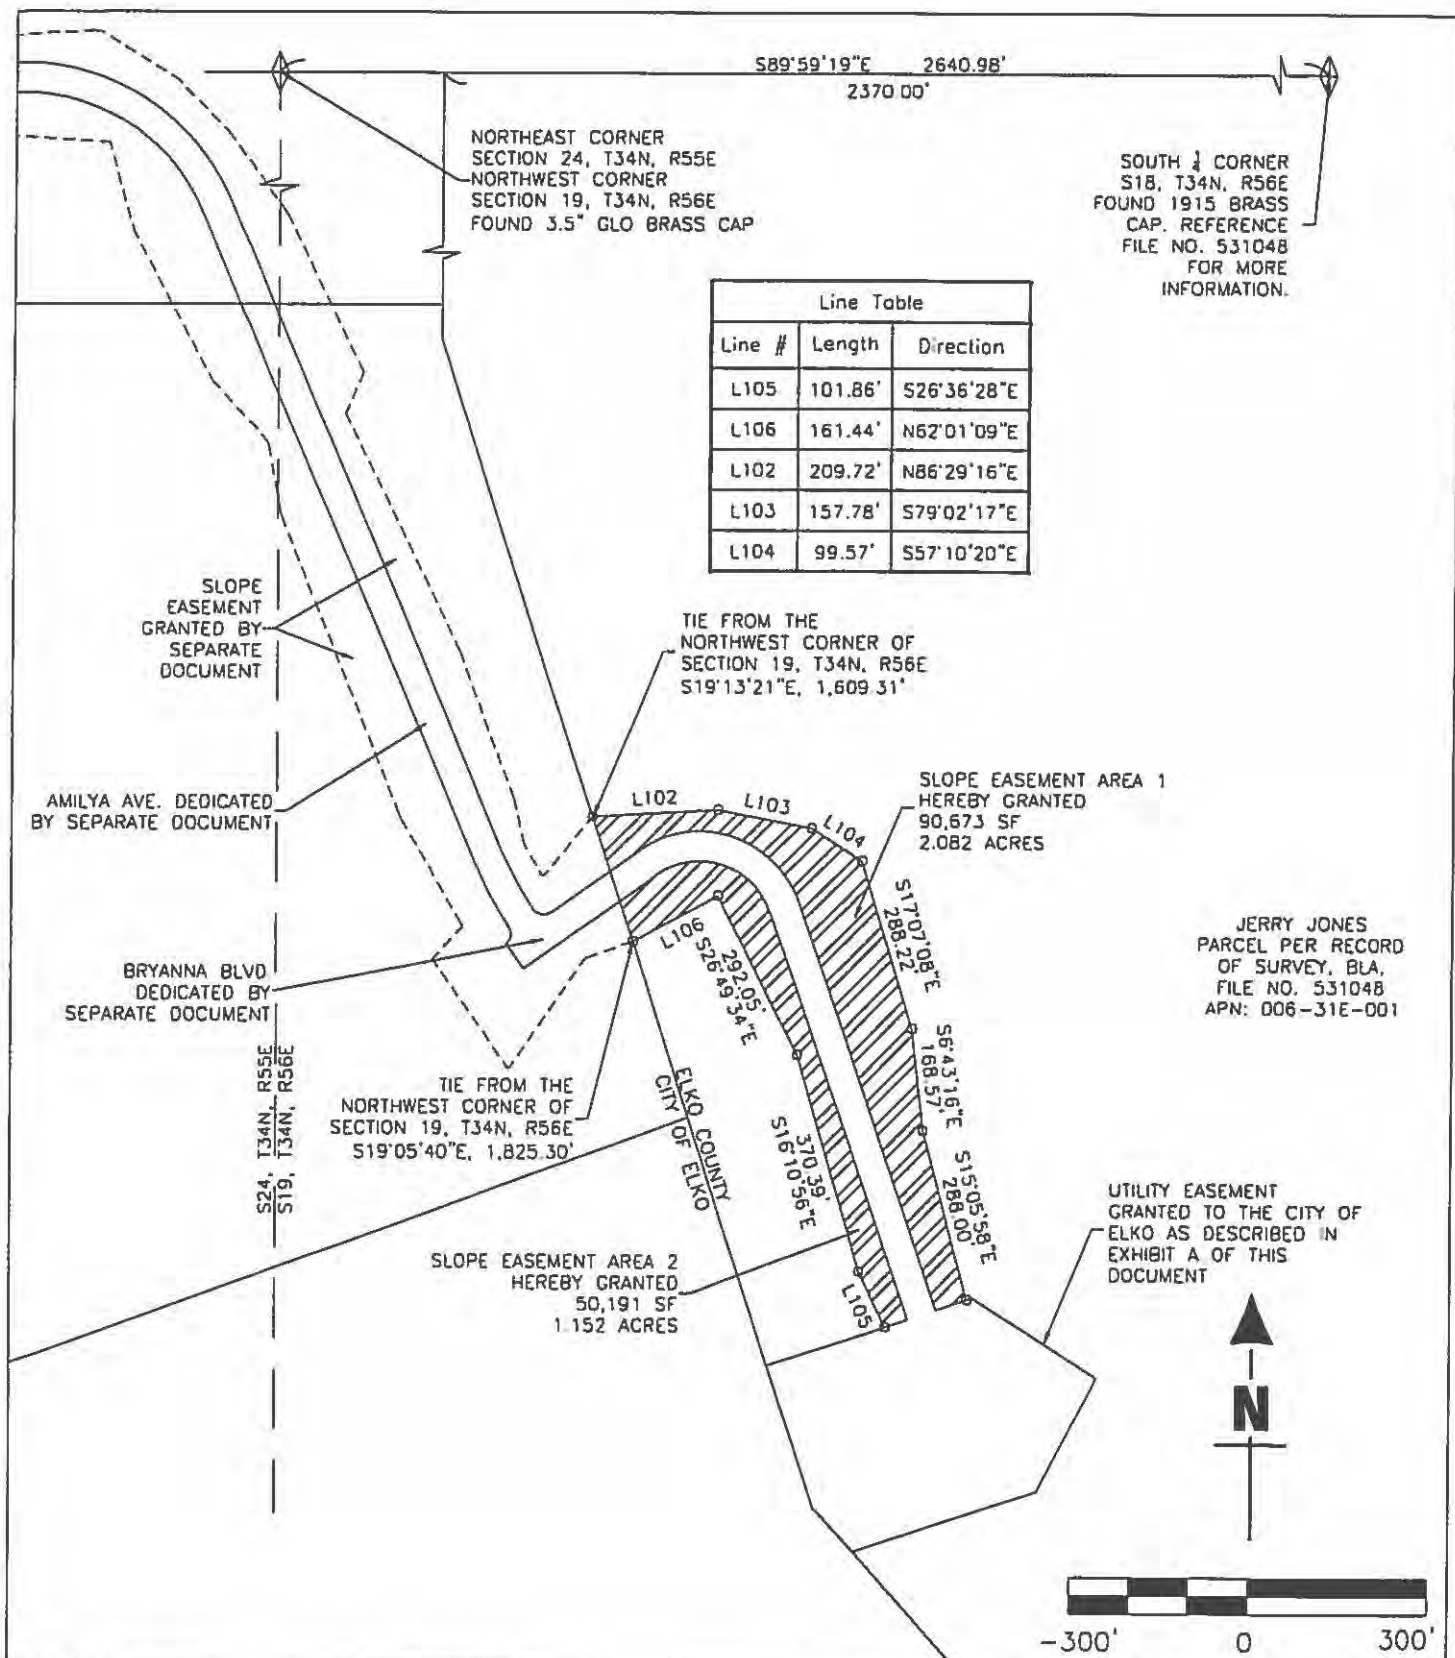 S89°59'19"E 2640.98'
2370.00'
NORTHEAST CORNER
SECTION 24, T34N, R55E
NORTHWEST CORNER
SECTION 19, T34N, R56E
FOUND 3.5" GLO BRASS CAP
SOUTH ¼ CORNER
S18, T34N, R56E
FOUND 1915 BRASS
CAP. REFERENCE
FILE NO. 531048
FOR MORE
INFORMATION.
Line Table
Line # Length Direction
L105 101.86' S26°36'28"E
L106 161.44' N62°01'09"E
L102 209.72' N86°29'16"E
L103 157.78' S79°02'17"E
L104 99.57' S57°10'20"E
SLOPE
EASEMENT
GRANTED BY
SEPARATE
DOCUMENT
TIE FROM THE
NORTHWEST CORNER OF
SECTION 19, T34N, R56E
S19°13'21"E, 1,609.31'
AMILYA AVE. DEDICATED
BY SEPARATE DOCUMENT
L102
L103
L104
SLOPE EASEMENT AREA 1
HEREBY GRANTED
90,673 SF
2.082 ACRES
S17°07'08"E
288.22'
JERRY JONES
PARCEL PER RECORD
OF SURVEY, BLA,
FILE NO. 531048
APN: 006-31E-001
BRYANNA BLVD
DEDICATED BY
SEPARATE DOCUMENT
L106
292.05'
S26°49'34"E
S6°43'16"E
168.57'
S24, T34N, R55E
S19, T34N, R56E
TIE FROM THE
NORTHWEST CORNER OF
SECTION 19, T34N, R56E
S19°05'40"E, 1,825.30'
ELKO COUNTY
CITY OF ELKO
370.39'
S16°10'56"E
S15°05'58"E
288.00'
UTILITY EASEMENT
GRANTED TO THE CITY OF
ELKO AS DESCRIBED IN
EXHIBIT A OF THIS
DOCUMENT
SLOPE EASEMENT AREA 2
HEREBY GRANTED
50,191 SF
1.152 ACRES
L105
N
-300' 0 300'